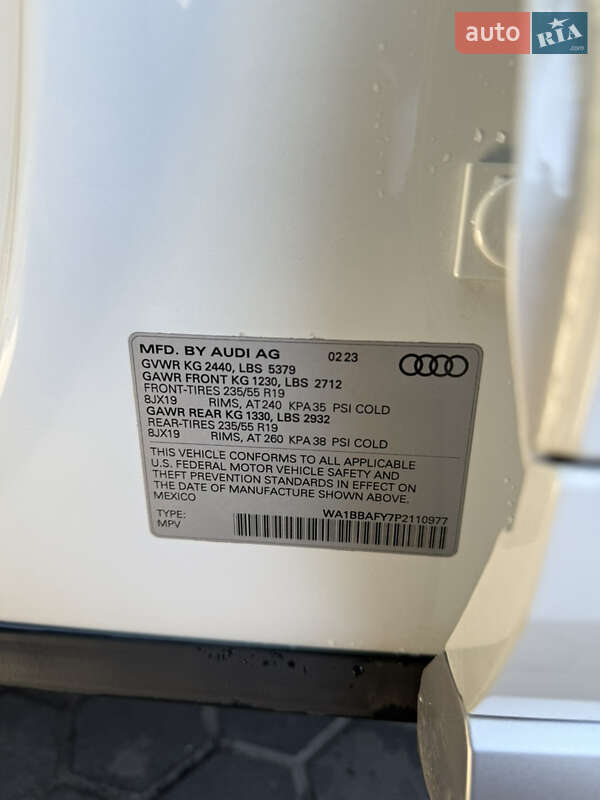 auto RIA .com
MFD. BY AUDI AG 02 23
GVWR KG 2440, LBS 5379
GAWR FRONT KG 1230, LBS 2712
FRONT-TIRES 235/55 R19
8JX19 RIMS, AT 240 KPA 35 PSI COLD
GAWR REAR KG 1330, LBS 2932
REAR-TIRES 235/55 R19
8JX19 RIMS, AT 260 KPA 38 PSI COLD
THIS VEHICLE CONFORMS TO ALL APPLICABLE
U.S. FEDERAL MOTOR VEHICLE SAFETY AND
THEFT PREVENTION STANDARDS IN EFFECT ON
THE DATE OF MANUFACTURE SHOWN ABOVE.
MEXICO
TYPE: WA1BBAFY7P2110977
MPV